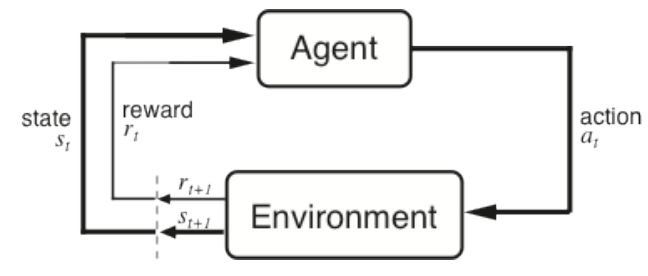 Agent
state
s_t
reward
r_t
action
a_t
r_{t+1}
s_{t+1}
Environment